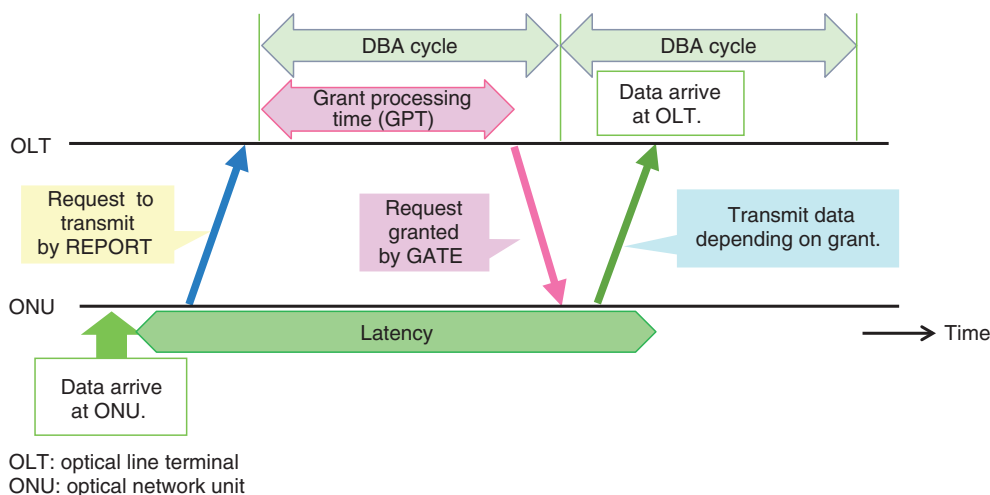 DBA cycle
DBA cycle
Grant processing
time (GPT)
Data arrive
at OLT.
OLT
Request to
transmit
by REPORT
Request
granted
by GATE
Transmit data
depending on grant.
ONU
Latency
Time
Data arrive
at ONU.
OLT: optical line terminal
ONU: optical network unit